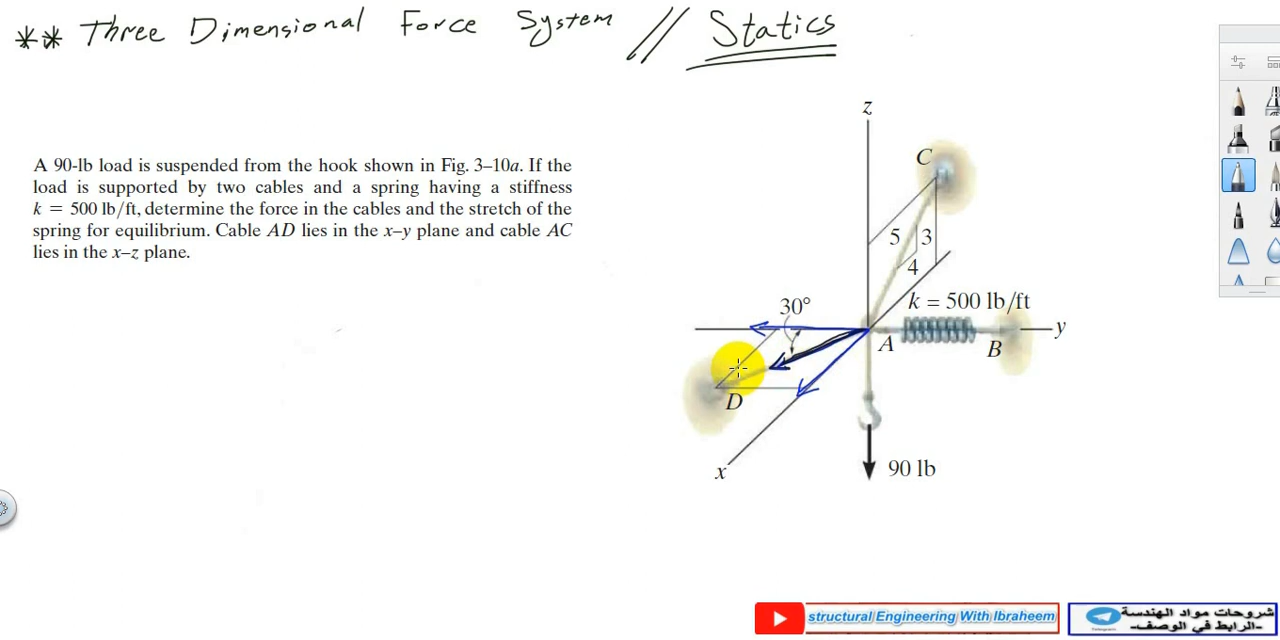 ** Three Dimensional Force System // Statics
A 90-lb load is suspended from the hook shown in Fig. 3–10a. If the
load is supported by two cables and a spring having a stiffness
k = 500 lb/ft, determine the force in the cables and the stretch of the
spring for equilibrium. Cable AD lies in the x–y plane and cable AC
lies in the x–z plane.
z
C
5
3
4
30°
k = 500 lb/ft
y
A
B
D
x
90 lb
structural Engineering With Ibraheem
شروحات مواد الهندسة
-الرابط في الوصف-